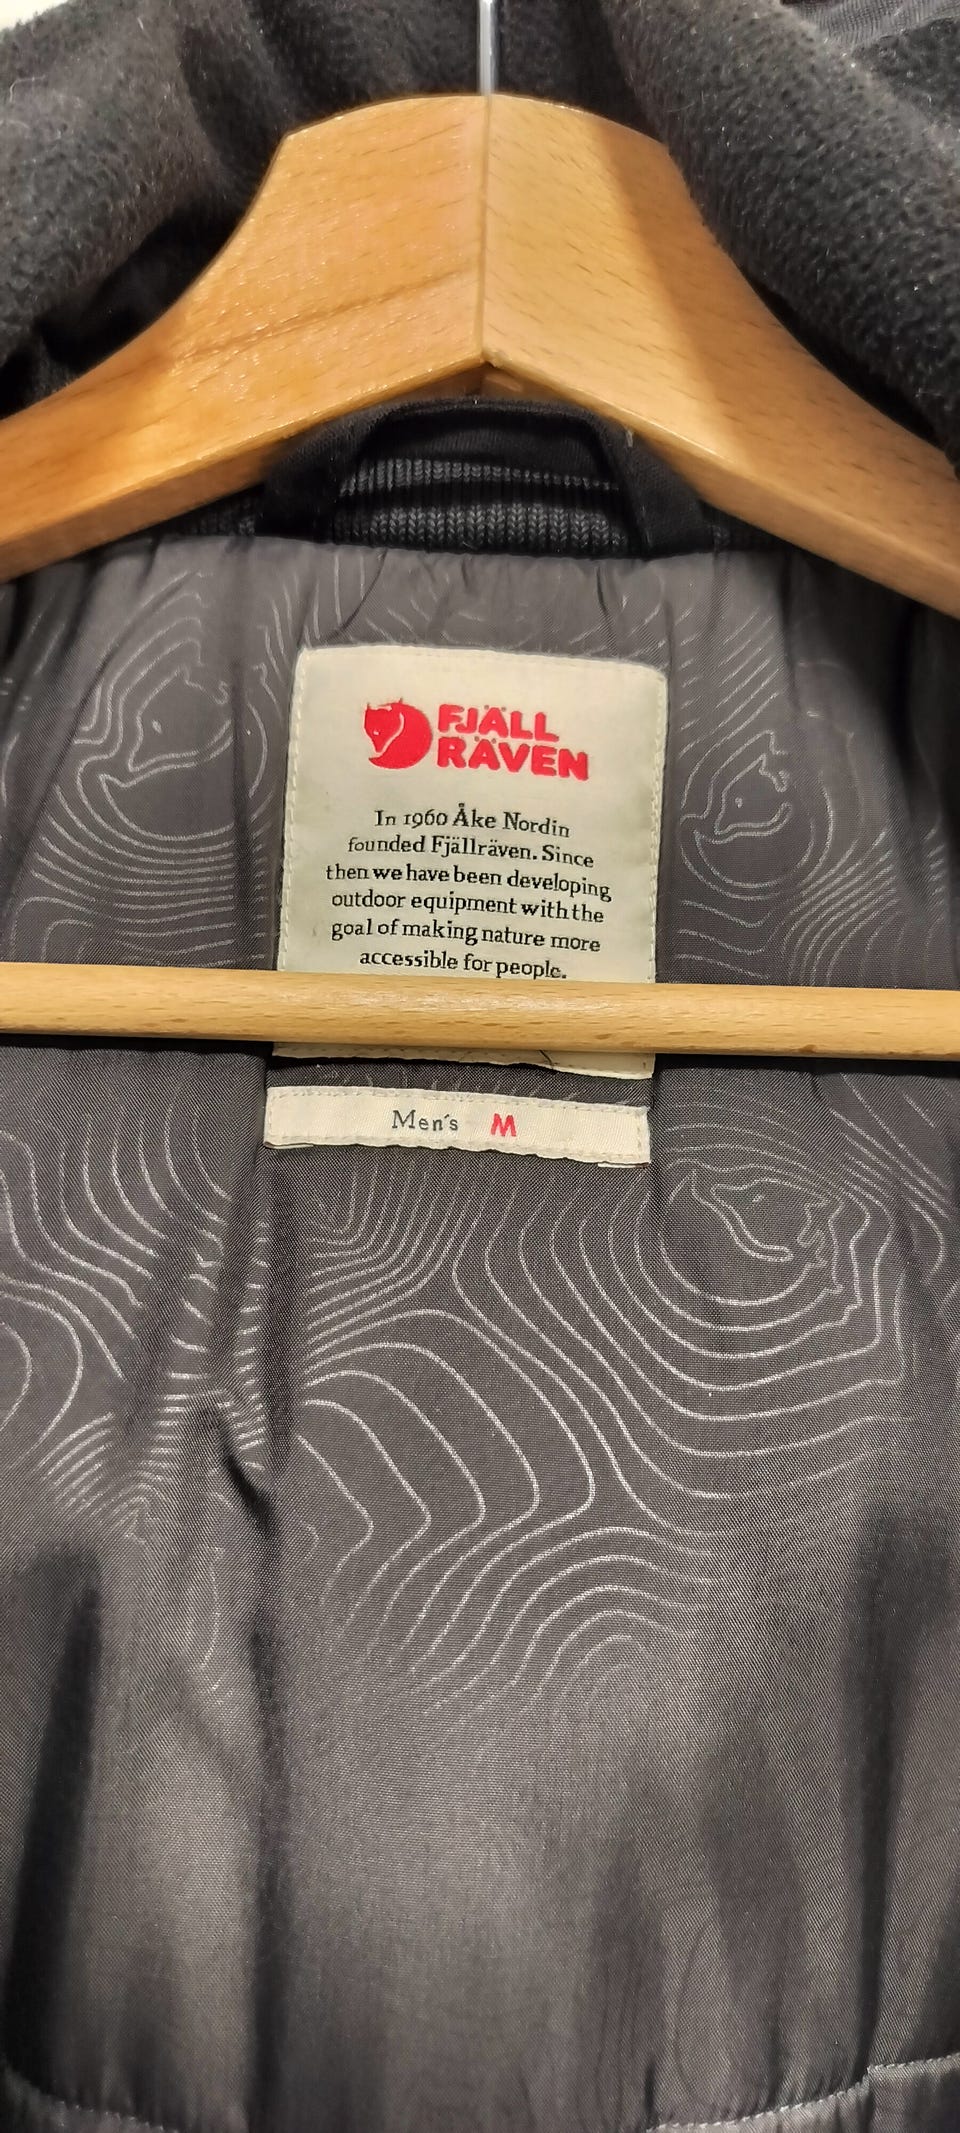 FJÄLL
RÄVEN
In 1960 Åke Nordin
founded Fjällräven. Since
then we have been developing
outdoor equipment with the
goal of making nature more
accessible for people.
Men's M